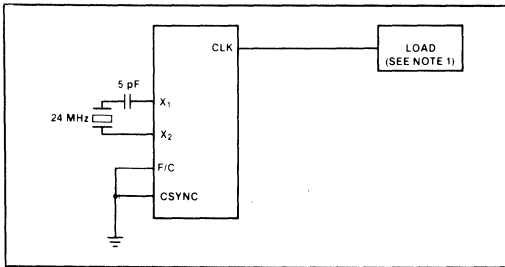 CLK
LOAD
(SEE NOTE 1)
5 pF
X1
24 MHz
X2
F/C
CSYNC